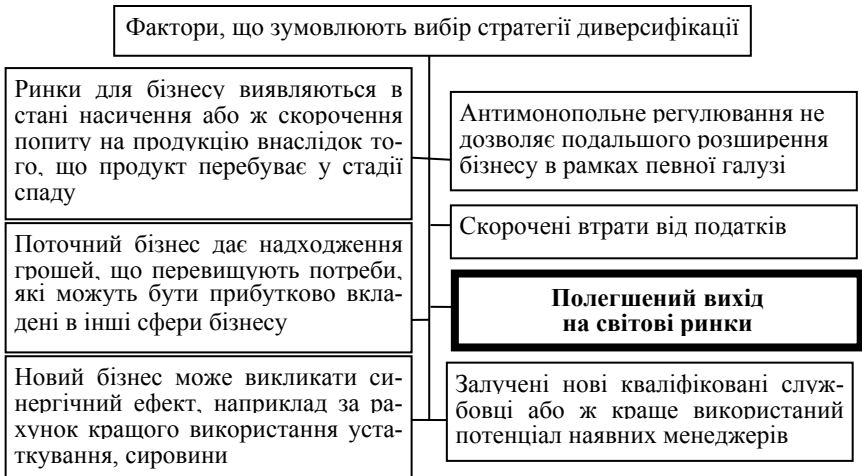 Фактори, що зумовлюють вибір стратегії диверсифікації
Ринки для бізнесу виявляються в
стані насичення або ж скорочення
попиту на продукцію внаслідок то-
го, що продукт перебуває у стадії
спаду
Поточний бізнес дає надходження
грошей, що перевищують потреби,
які можуть бути прибутково вкла-
дені в інші сфери бізнесу
Новий бізнес може викликати си-
нергічний ефект, наприклад за ра-
хунок кращого використання уста-
ткування, сировини
Антимонопольне регулювання не
дозволяє подальшого розширення
бізнесу в рамках певної галузі
Скорочені втрати від податків
Полегшений вихід
на світові ринки
Залучені нові кваліфіковані служ-
бовці або ж краще використаний
потенціал наявних менеджерів